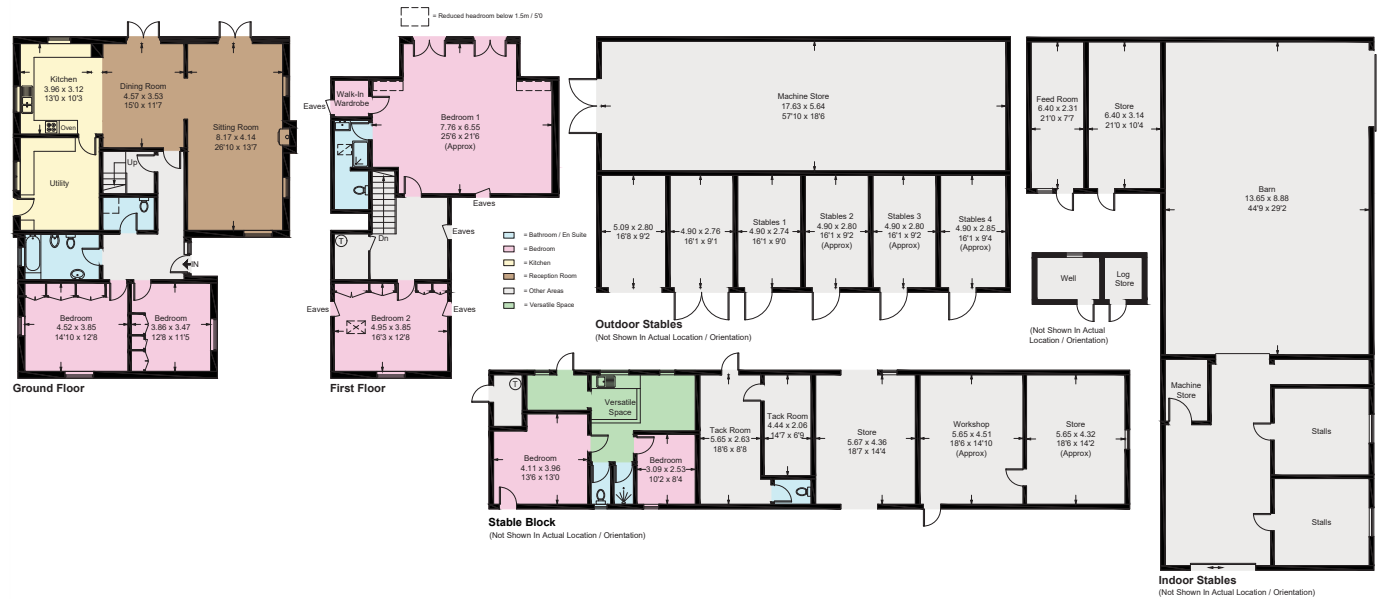 = Reduced headroom below 1.5m / 5'0
Kitchen
3.96 x 3.12
13'0 x 10'3
Oven
Dining Room
4.57 x 3.53
15'0 x 11'7
Sitting Room
8.17 x 4.14
26'10 x 13'7
Utility
Up
IN
Bedroom
4.52 x 3.85
14'10 x 12'8
Bedroom
3.86 x 3.47
12'8 x 11'5
Ground Floor
Walk-In
Wardrobe
Eaves
Bedroom 1
7.76 x 6.55
25'6 x 21'6
(Approx)
Eaves
Eaves
Dn
T
Eaves
Eaves
Bedroom 2
4.95 x 3.85
16'3 x 12'8
First Floor
= Bathroom / En Suite
= Bedroom
= Kitchen
= Reception Room
= Other Areas
= Versatile Space
Machine Store
17.63 x 5.64
57'10 x 18'6
5.09 x 2.80
16'8 x 9'2
4.90 x 2.76
16'1 x 9'1
Stables 1
4.90 x 2.74
16'1 x 9'0
Stables 2
4.90 x 2.80
16'1 x 9'2
(Approx)
Stables 3
4.90 x 2.80
16'1 x 9'2
(Approx)
Stables 4
4.90 x 2.85
16'1 x 9'4
(Approx)
Outdoor Stables
(Not Shown In Actual Location / Orientation)
T
Versatile
Space
Bedroom
4.11 x 3.96
13'6 x 13'0
Bedroom
3.09 x 2.53
10'2 x 8'4
Tack Room
5.65 x 2.63
18'6 x 8'8
Tack Room
4.44 x 2.06
14'7 x 6'9
Store
5.67 x 4.36
18'7 x 14'4
Workshop
5.65 x 4.51
18'6 x 14'10
(Approx)
Store
5.65 x 4.32
18'6 x 14'2
(Approx)
Stable Block
(Not Shown In Actual Location / Orientation)
Feed Room
6.40 x 2.31
21'0 x 7'7
Store
6.40 x 3.14
21'0 x 10'4
Well
Log
Store
(Not Shown In Actual
Location / Orientation)
Barn
13.65 x 8.88
44'9 x 29'2
Machine
Store
Stalls
Stalls
Indoor Stables
(Not Shown In Actual Location / Orientation)